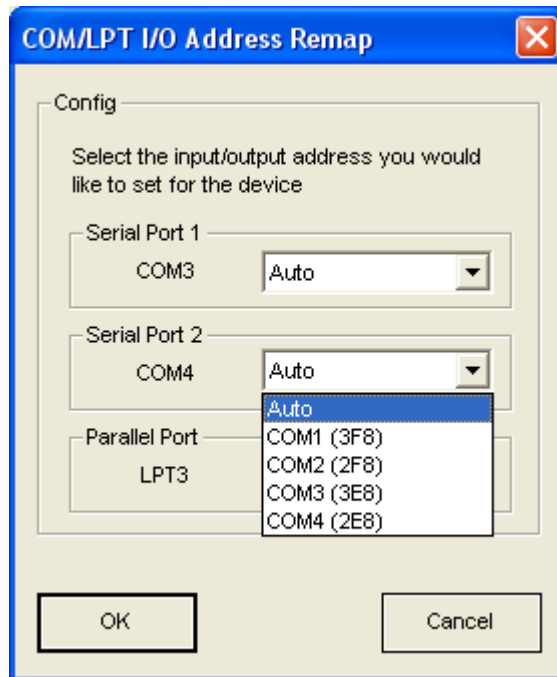 COM/LPT I/O Address Remap
Config
Select the input/output address you would
like to set for the device
Serial Port 1
COM3
Auto
Serial Port 2
COM4
Auto
Auto
COM1 (3F8)
COM2 (2F8)
COM3 (3E8)
COM4 (2E8)
Parallel Port
LPT3
OK
Cancel